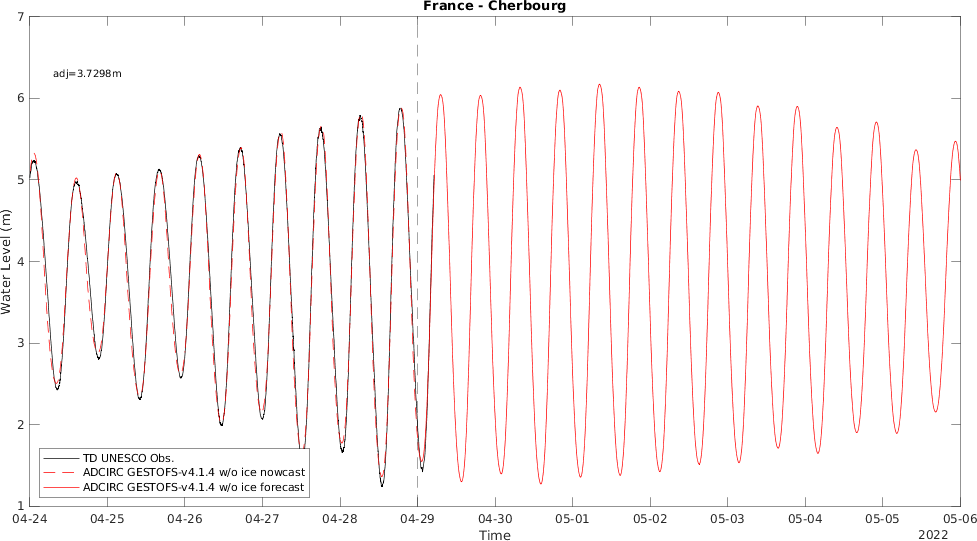 France - Cherbourg
7
6
5
4
3
2
1
Water Level (m)
adj=3.7298m
TD UNESCO Obs.
ADCIRC GESTOFS-v4.1.4 w/o ice nowcast
ADCIRC GESTOFS-v4.1.4 w/o ice forecast
04-24 04-25 04-26 04-27 04-28 04-29 04-30 05-01 05-02 05-03 05-04 05-05 05-06
Time
2022